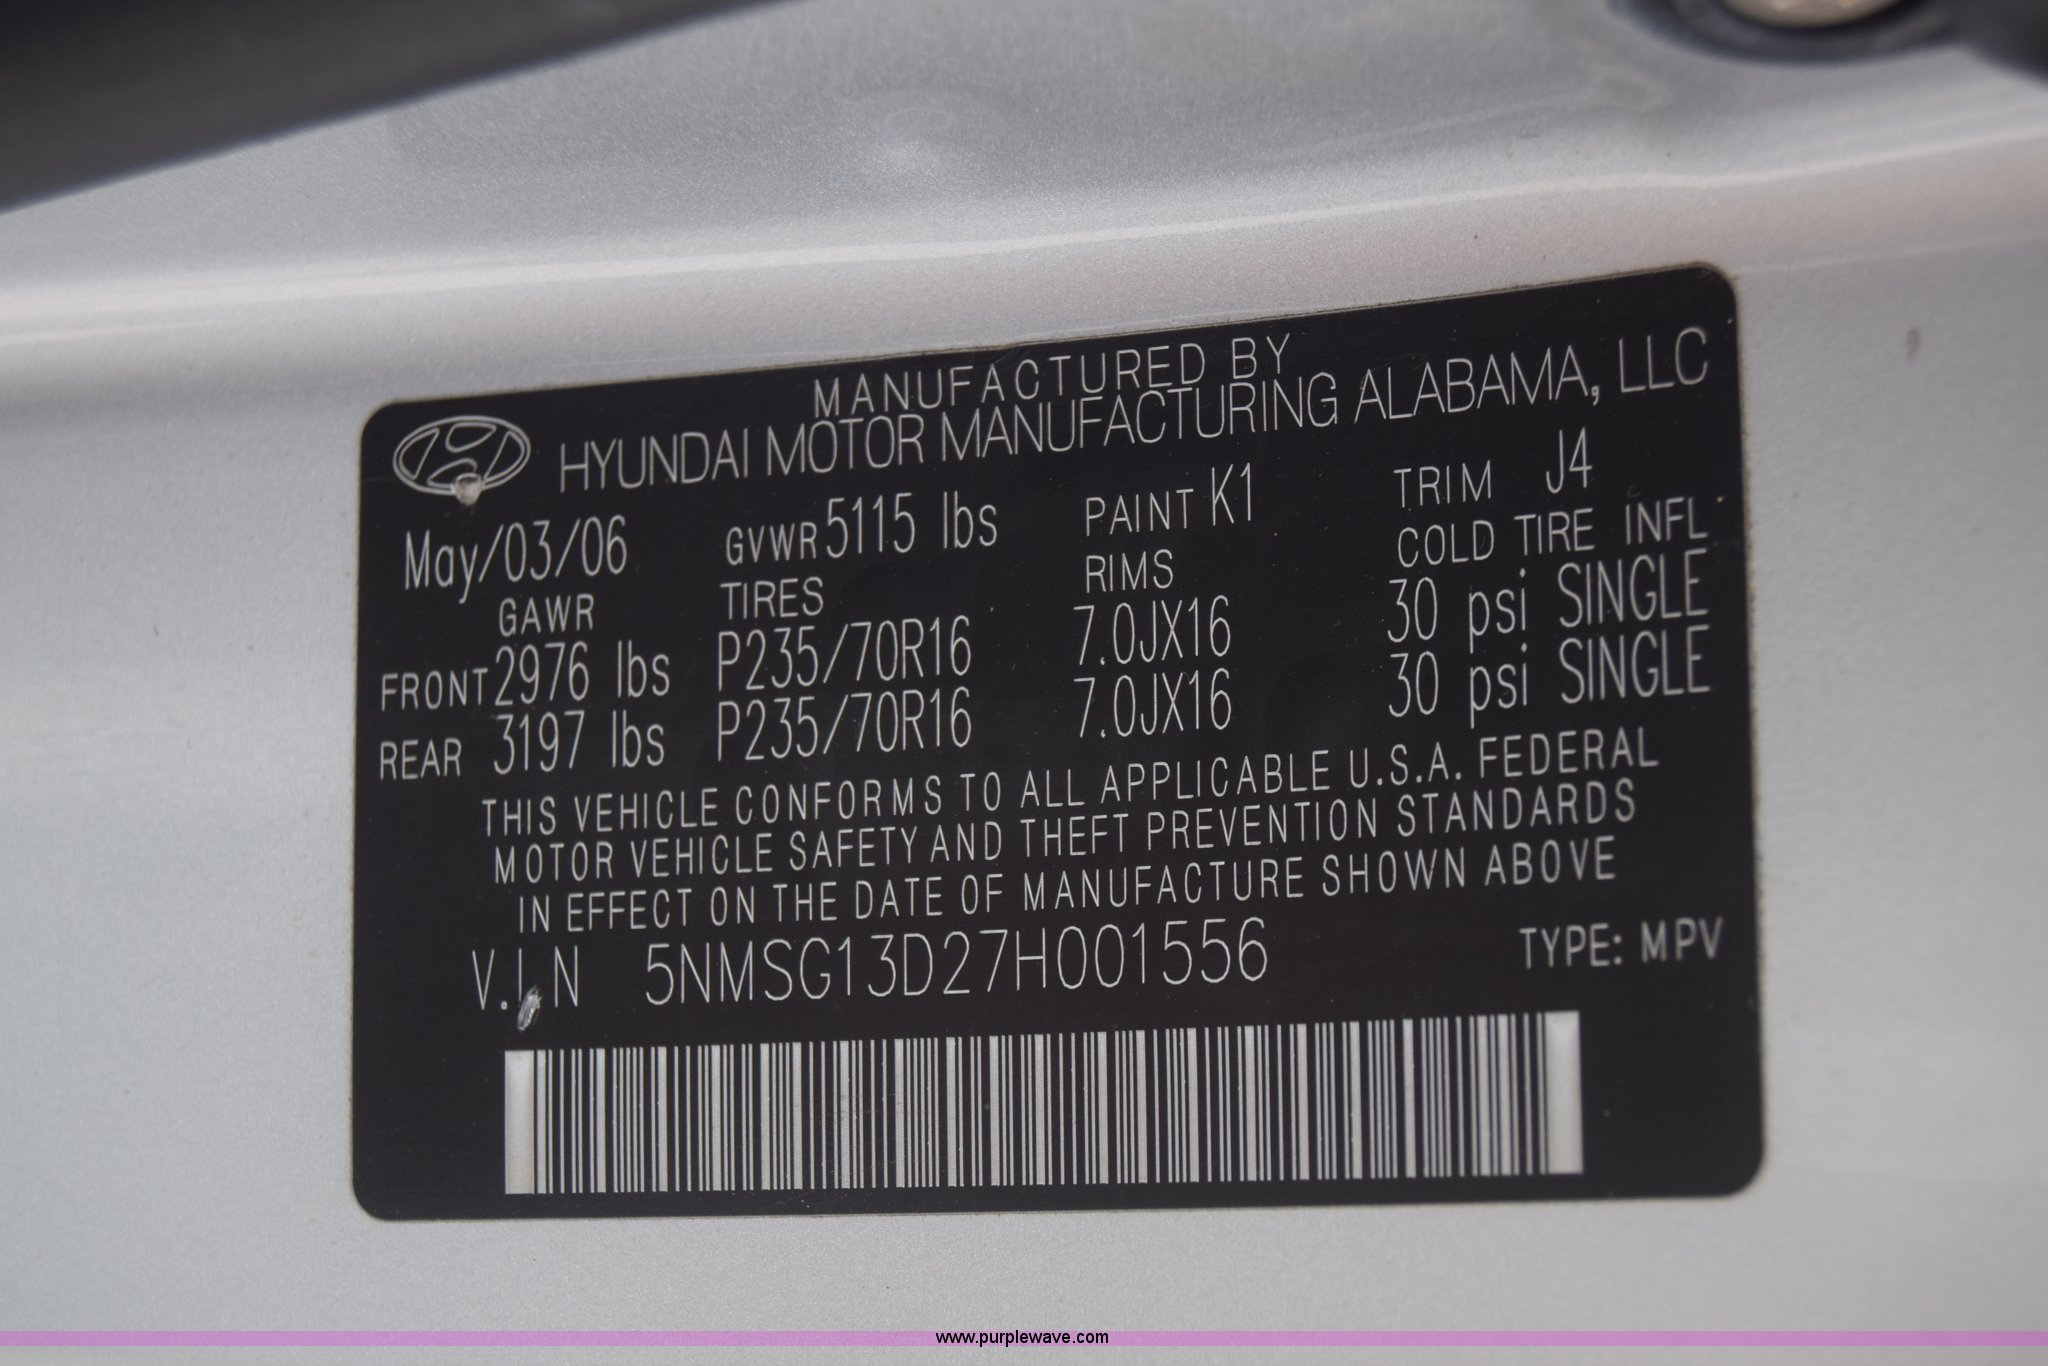 MANUFACTURED BY
HYUNDAI MOTOR MANUFACTURING ALABAMA, LLC
May/03/06 GVWR 5115 lbs PAINT K1 TRIM J4
GAWR TIRES RIMS COLD TIRE INFL.
FRONT 2976 lbs P235/70R16 7.0JX16 30 psi SINGLE
REAR 3197 lbs P235/70R16 7.0JX16 30 psi SINGLE
THIS VEHICLE CONFORMS TO ALL APPLICABLE U.S.A. FEDERAL
MOTOR VEHICLE SAFETY AND THEFT PREVENTION STANDARDS
IN EFFECT ON THE DATE OF MANUFACTURE SHOWN ABOVE
V.I.N 5NMSG13D27H001556 TYPE: MPV
www.purplewave.com